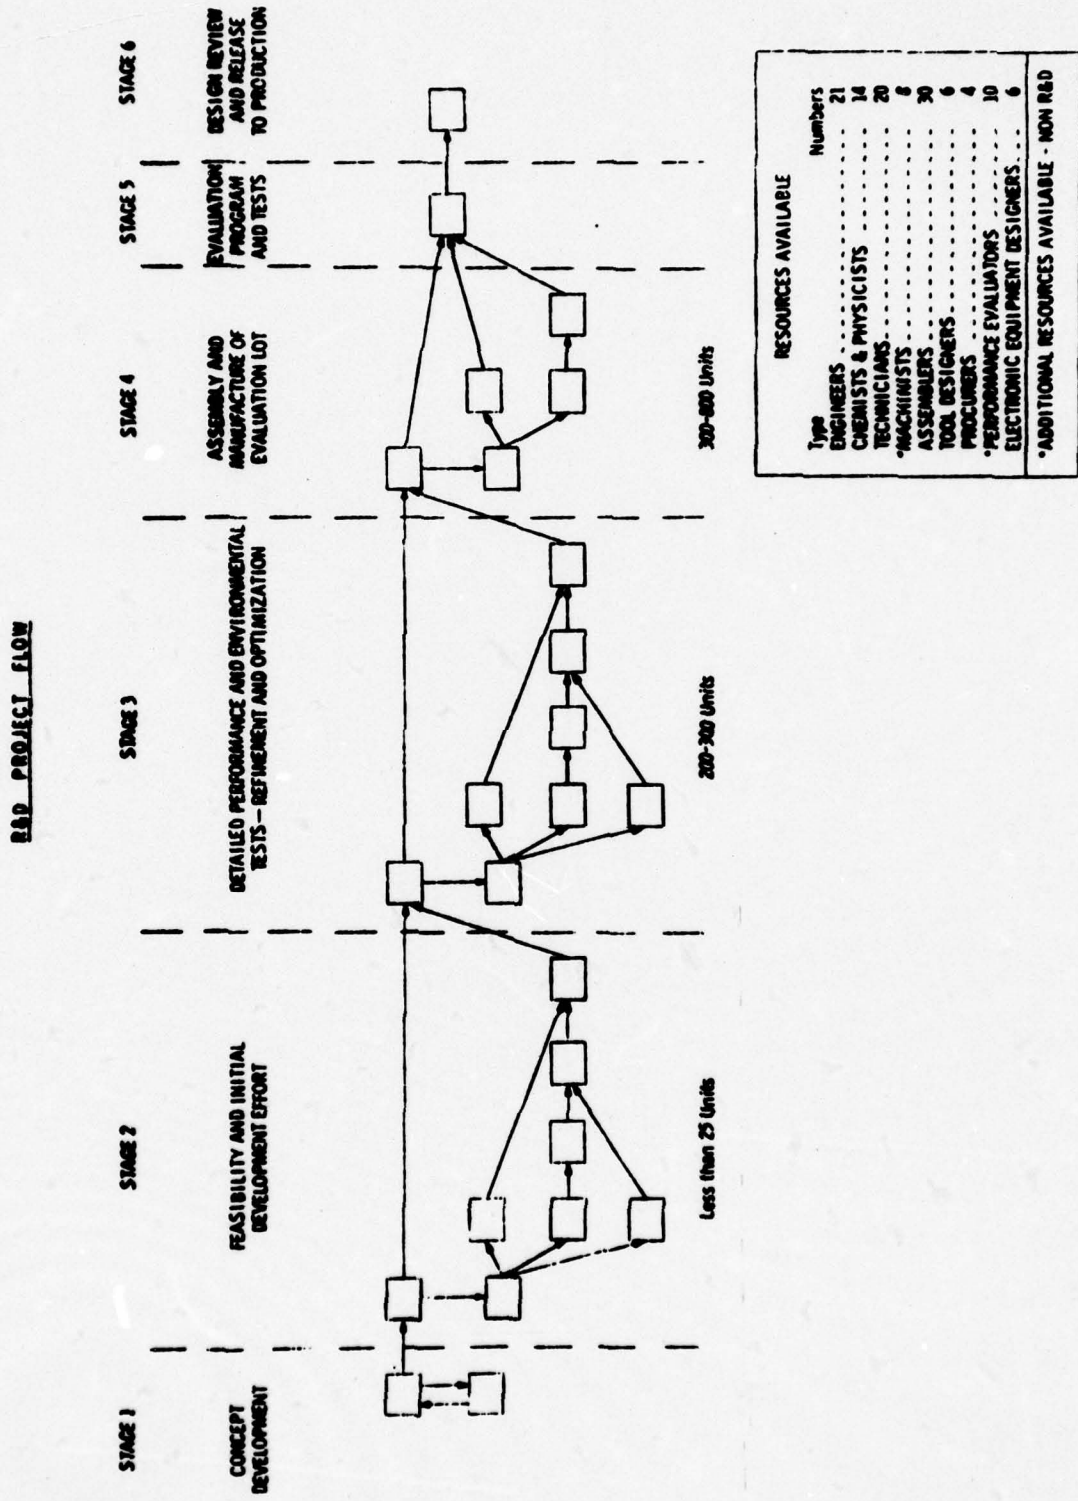 R&D PROJECT FLOW
STAGE 1
STAGE 2
STAGE 3
STAGE 4
STAGE 5
STAGE 6
CONCEPT
DEVELOPMENT
FEASIBILITY AND INITIAL
DEVELOPMENT EFFORT
DETAILED PERFORMANCE AND ENVIRONMENTAL
TESTS - REFINEMENT AND OPTIMIZATION
ASSEMBLY AND
MANUFACTURE OF
EVALUATION LOT
EVALUATION
PROGRAM
AND TESTS
DESIGN REVIEW
AND RELEASE
TO PRODUCTION
Less than 25 Units
200-300 Units
300-800 Units
RESOURCES AVAILABLE
Type Numbers
ENGINEERS 21
CHEMISTS & PHYSICISTS 14
TECHNICIANS 20
*MACHINISTS 8
ASSEMBLERS 30
TOOL DESIGNERS 6
PROCURERS 4
*PERFORMANCE EVALUATORS 10
ELECTRONIC EQUIPMENT DESIGNERS 6
*ADDITIONAL RESOURCES AVAILABLE - NON R&D